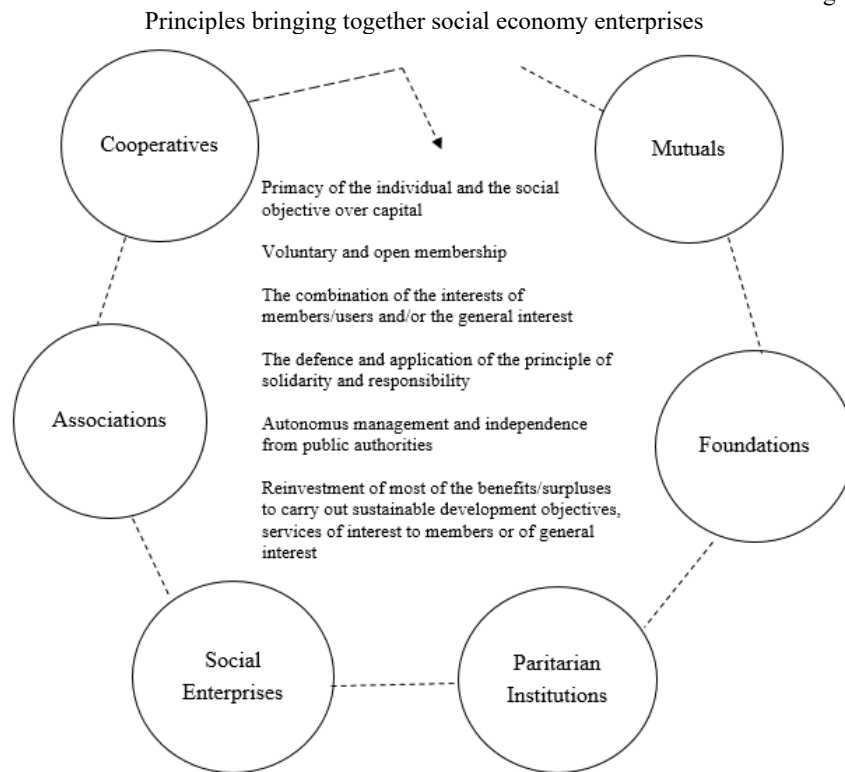 g
Principles bringing together social economy enterprises
Cooperatives
Mutuals
Primacy of the individual and the social
objective over capital
Voluntary and open membership
The combination of the interests of
members/users and/or the general interest
The defence and application of the principle of
solidarity and responsibility
Associations
Autonomus management and independence
from public authorities
Foundations
Reinvestment of most of the benefits/surpluses
to carry out sustainable development objectives,
services of interest to members or of general
interest
Social
Enterprises
Paritarian
Institutions